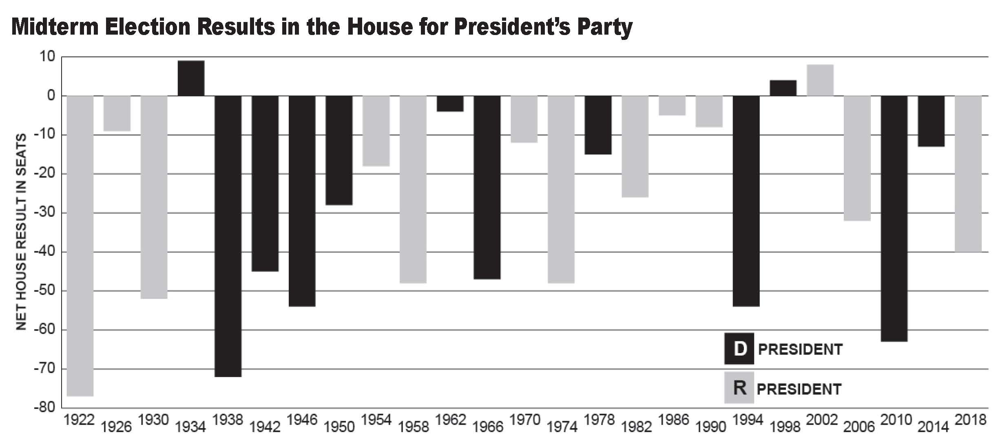 Midterm Election Results in the House for President’s Party
NET HOUSE RESULT IN SEATS
10
0
-10
-20
-30
-40
-50
-60
-70
-80
D PRESIDENT
R PRESIDENT
1922 1926 1930 1934 1938 1942 1946 1950 1954 1958 1962 1966 1970 1974 1978 1982 1986 1990 1994 1998 2002 2006 2010 2014 2018